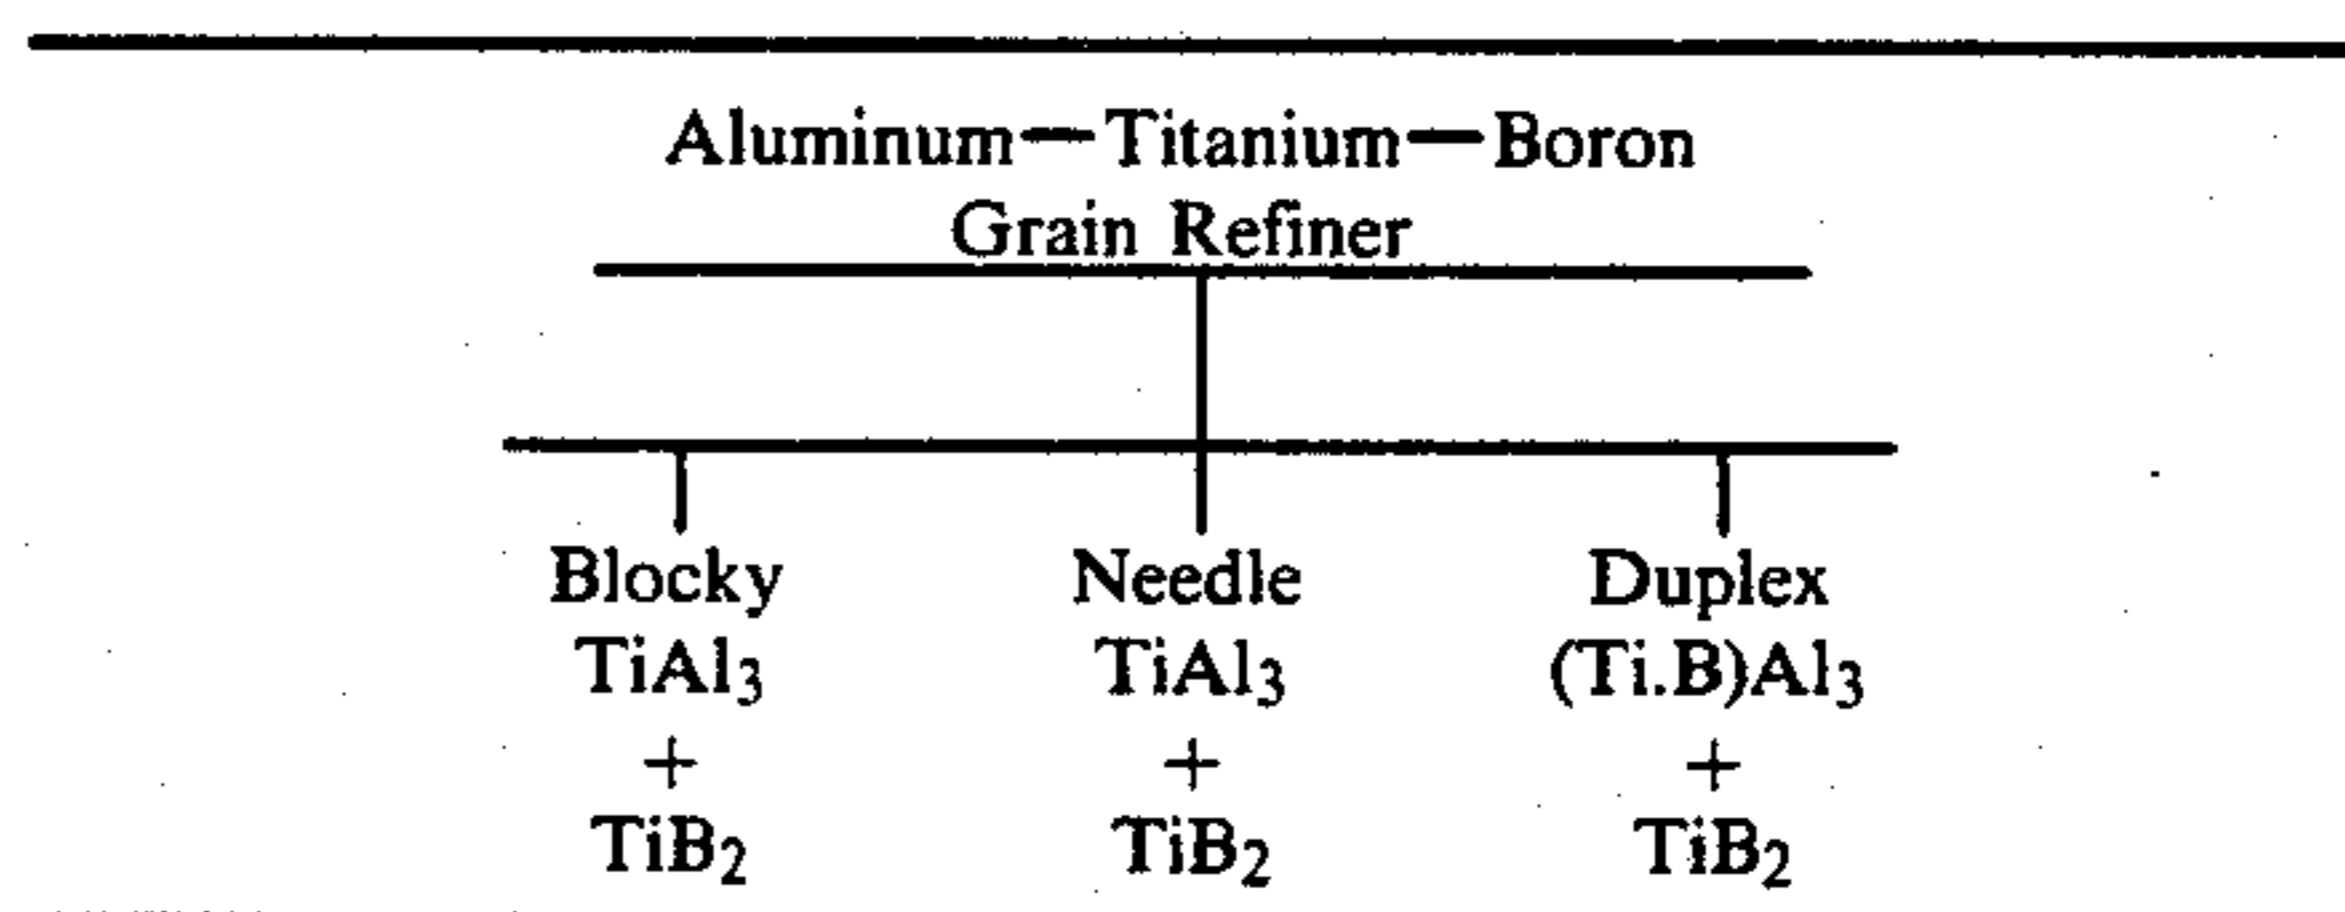 Aluminum—Titanium—Boron
Grain Refiner
Blocky Needle Duplex
TiAl₃ TiAl₃ (Ti.B)Al₃
+ + +
TiB₂ TiB₂ TiB₂